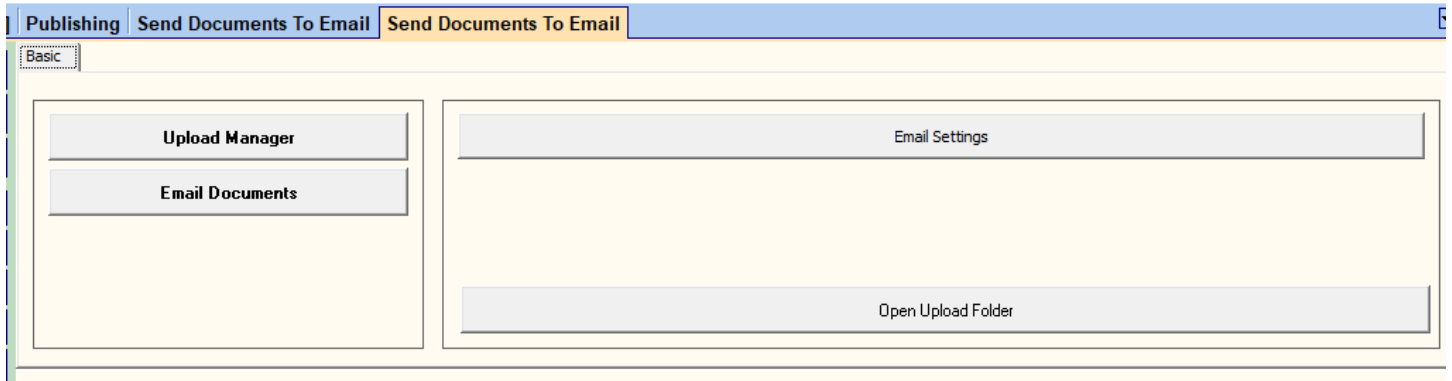 Publishing Send Documents To Email Send Documents To Email
Basic
Upload Manager Email Settings
Email Documents
Open Upload Folder